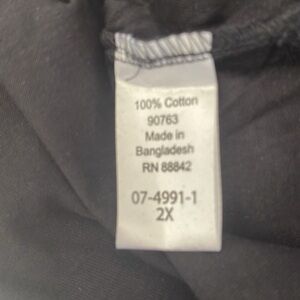 100% Cotton
90763
Made in
Bangladesh
RN 88842
07-4991-1
2X